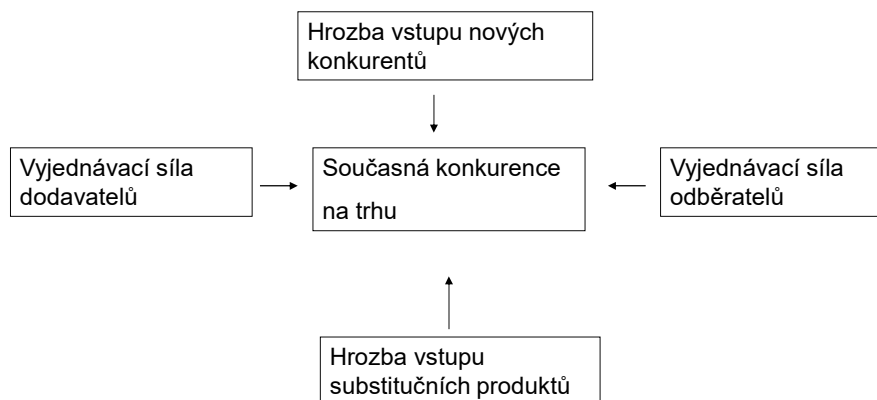 Hrozba vstupu nových
konkurentů
Vyjednávací síla
dodavatelů
Současná konkurence
na trhu
Vyjednávací síla
odběratelů
Hrozba vstupu
substitučních produktů